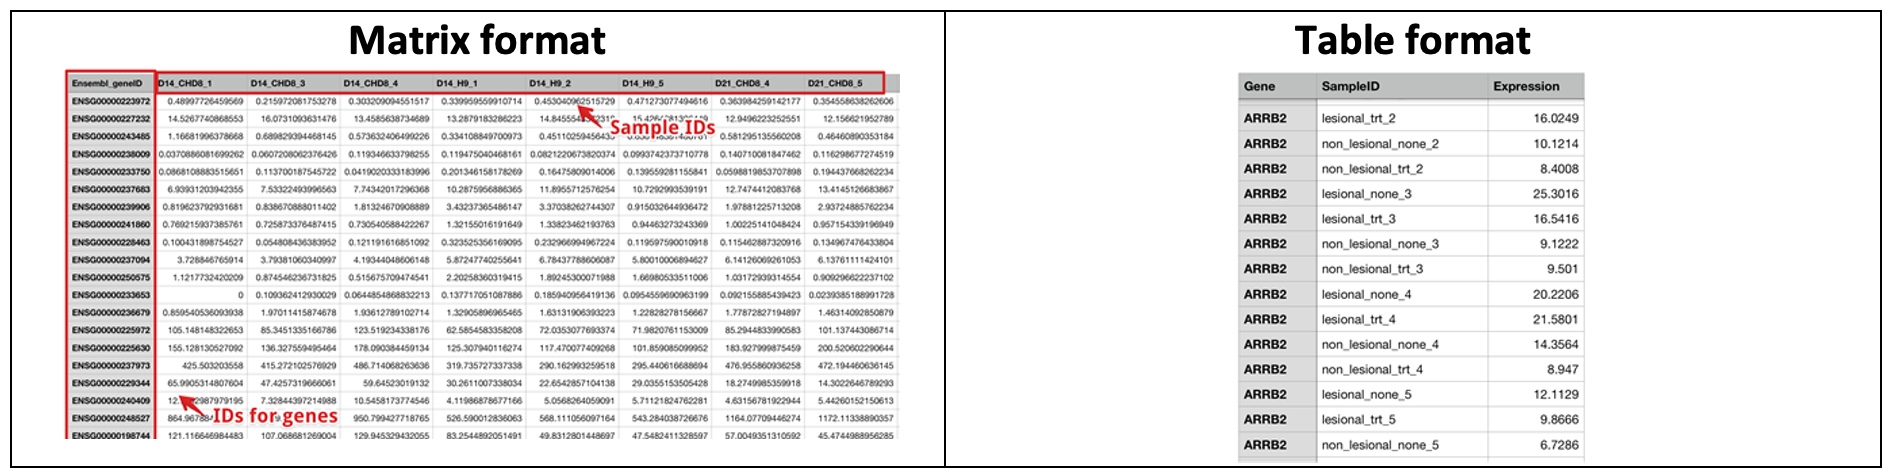 Matrix format
Ensembl_geneID D14_CHD8_1 D14_CHD8_3 D14_CHD8_4 D14_H9_1 D14_H9_2 D14_H9_5 D21_CHD8_4 D21_CHD8_5
ENSG00000223972 0.48997726459569 0.215972081753278 0.303209094551517 0.339959559910714 0.453040962515729 0.471273077494616 0.363984259142177 0.354558638262606
ENSG00000227232 14.5267740868553 16.0731093631476 13.4585638734689 13.2879183286223 12.9496223252551 12.156621952789
ENSG00000243485 1.16681996378668 0.689829394468145 0.573632406499226 0.334108849700973 0.581295135560208 0.46460890353184
Sample IDs
ENSG00000238009 0.0370886081699262 0.0607208062376426 0.119346633798255 0.119475040468161 0.0821220673820374 0.0993742373710778 0.140710081847462 0.116298677274519
ENSG00000233750 0.0868108883515651 0.113700187545722 0.0419020333183996 0.201346158178269 0.16475809014006 0.139559281155841 0.0598819853707898 0.194437668262234
ENSG00000237683 6.93931203942355 7.53322493996563 7.74342017296368 10.2875956886365 11.8955712576254 10.7292993539191 12.7474412083768 13.4145126683867
ENSG00000239906 0.819623792931681 0.838670888011402 1.81324670908889 3.43237365486147 3.37038262744307 0.915032644936472 1.97881225713208 2.93724885762234
ENSG00000241860 0.769215937385761 0.725873376487415 0.730540588422267 1.32155016191649 1.33823462193763 0.94463273243369 1.00225141048424 0.957154339196949
ENSG00000228463 0.100431898754527 0.054808436383952 0.121191616851092 0.323525356169095 0.232966994967224 0.119597590010918 0.115462887320916 0.134967476433804
ENSG00000237094 3.728846765914 3.79381060340997 4.19344048606148 5.87247740255641 6.78437788606087 5.80010006894627 6.14126069261053 6.13761111424101
ENSG00000250575 1.1217732420209 0.874546236731825 0.515675709474541 2.20258360319415 1.89245300071988 1.66980533511006 1.03172939314554 0.909296622237102
ENSG00000233653 0 0.109362412930029 0.0644854868832213 0.137717051087886 0.185940956419136 0.0954559690963199 0.092155885439423 0.0239385188991728
ENSG00000236679 0.859540536093938 1.97011415874678 1.93612789102714 1.32905896965465 1.63131906393223 1.22828278156667 1.77872827194897 1.46314092850879
ENSG00000225972 105.148148322653 85.3451335166786 123.519234338176 62.5854583358208 72.0353077693374 71.9820761153009 85.2944833990583 101.137443086714
ENSG00000225630 155.128130527092 136.327559495464 178.090384459134 125.307940116274 117.470077409268 101.859085099952 183.927999875459 200.520602290644
ENSG00000237973 425.503203558 415.272102576929 486.714068263636 319.735727337338 290.162993259518 295.440616688694 476.955860936258 472.194460636145
ENSG00000229344 65.9905314807604 47.4257319666061 59.64523019132 30.2611007338034 22.6542857104138 29.0355153505428 18.2749985359918 14.3022646789293
ENSG00000240409 7.32844397214988 10.5458173774546 4.11986878677166 5.0568264059091 5.71121824762281 4.63156781922944 5.44260152150613
ENSG00000248527 950.799427718765 526.590012836063 568.111056097164 543.284038726676 1164.07709446274 1172.11338890357
IDs for genes
ENSG00000198744 121.116646984483 107.068681269004 129.945329432055 83.2544892051491 49.8312801448697 47.5482411328597 57.0049351310592 45.4744988956285
Table format
Gene SampleID Expression
ARRB2 lesional_trt_2 16.0249
ARRB2 non_lesional_none_2 10.1214
ARRB2 non_lesional_trt_2 8.4008
ARRB2 lesional_none_3 25.3016
ARRB2 lesional_trt_3 16.5416
ARRB2 non_lesional_none_3 9.1222
ARRB2 non_lesional_trt_3 9.501
ARRB2 lesional_none_4 20.2206
ARRB2 lesional_trt_4 21.5801
ARRB2 non_lesional_none_4 14.3564
ARRB2 non_lesional_trt_4 8.947
ARRB2 lesional_none_5 12.1129
ARRB2 lesional_trt_5 9.8666
ARRB2 non_lesional_none_5 6.7286